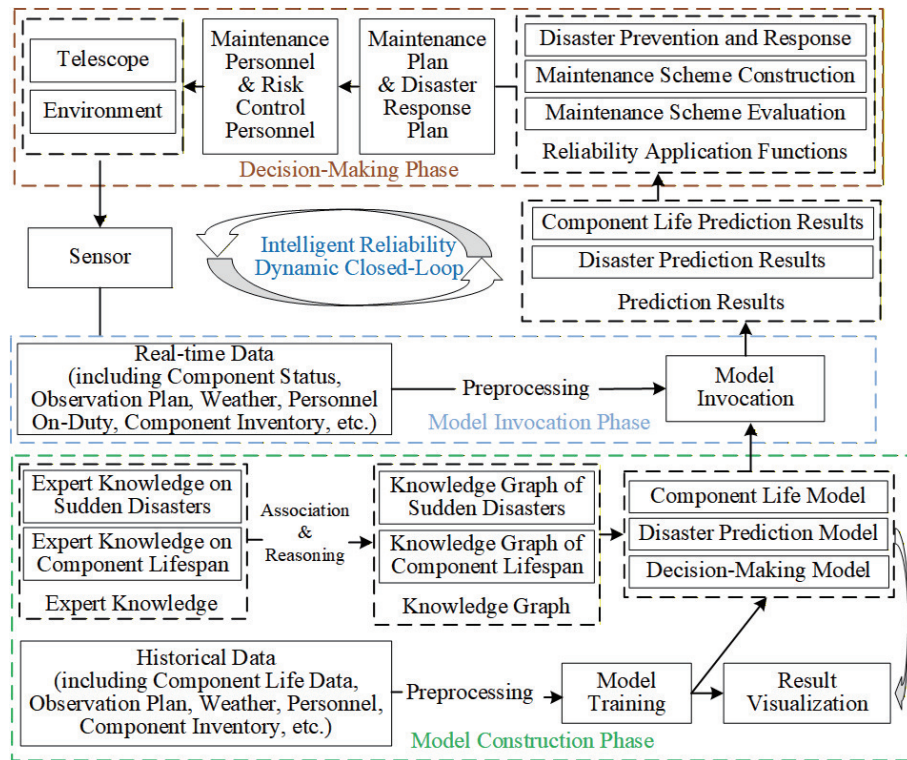 Telescope
Environment
Maintenance
Personnel
& Risk
Control
Personnel
Maintenance
Plan
& Disaster
Response
Plan
Disaster Prevention and Response
Maintenance Scheme Construction
Maintenance Scheme Evaluation
Reliability Application Functions
Decision-Making Phase
Sensor
Intelligent Reliability
Dynamic Closed-Loop
Component Life Prediction Results
Disaster Prediction Results
Prediction Results
Real-time Data
(including Component Status,
Observation Plan, Weather, Personnel
On-Duty, Component Inventory, etc.)
Preprocessing
Model
Invocation
Model Invocation Phase
Expert Knowledge on
Sudden Disasters
Expert Knowledge on
Component Lifespan
Expert Knowledge
Association
&
Reasoning
Knowledge Graph of
Sudden Disasters
Knowledge Graph of
Component Lifespan
Knowledge Graph
Component Life Model
Disaster Prediction Model
Decision-Making Model
Historical Data
(including Component Life Data,
Observation Plan, Weather, Personnel,
Component Inventory, etc.)
Preprocessing
Model
Training
Result
Visualization
Model Construction Phase